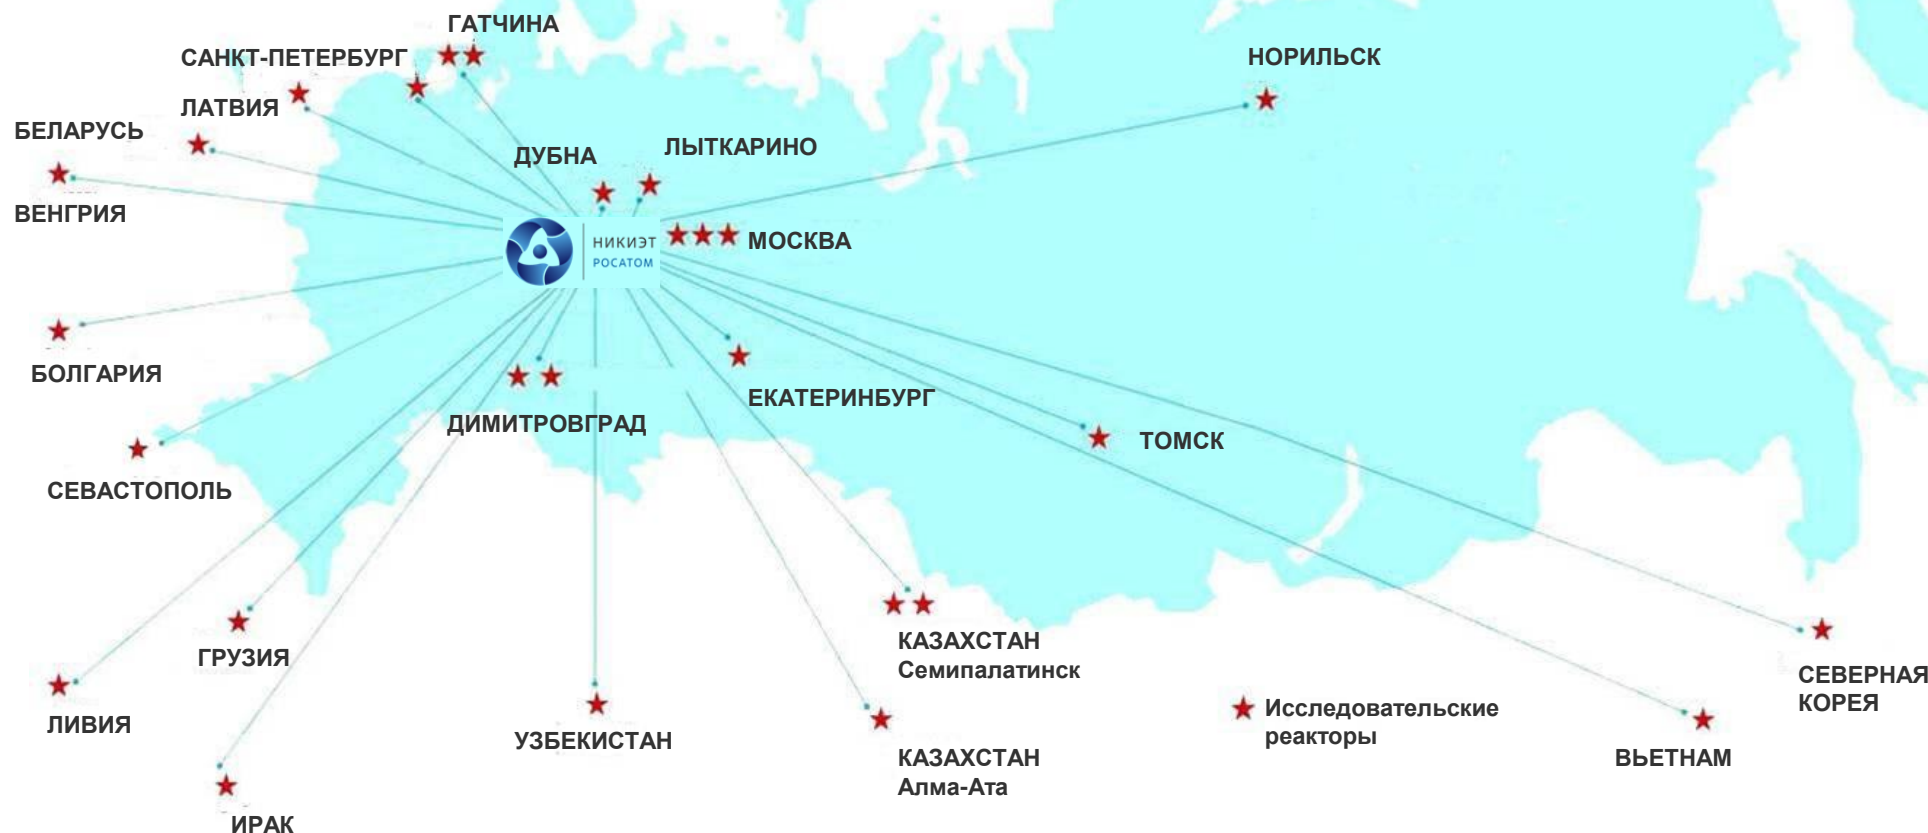 ГАТЧИНА
САНКТ-ПЕТЕРБУРГ
НОРИЛЬСК
ЛАТВИЯ
БЕЛАРУСЬ
ДУБНА
ЛЫТКАРИНО
ВЕНГРИЯ
НИКИЭТ
РОСАТОМ
МОСКВА
БОЛГАРИЯ
ЕКАТЕРИНБУРГ
ДИМИТРОВГРАД
ТОМСК
СЕВАСТОПОЛЬ
ГРУЗИЯ
КАЗАХСТАН
Семипалатинск
СЕВЕРНАЯ
КОРЕЯ
ЛИВИЯ
УЗБЕКИСТАН
Исследовательские
реакторы
КАЗАХСТАН
Алма-Ата
ВЬЕТНАМ
ИРАК